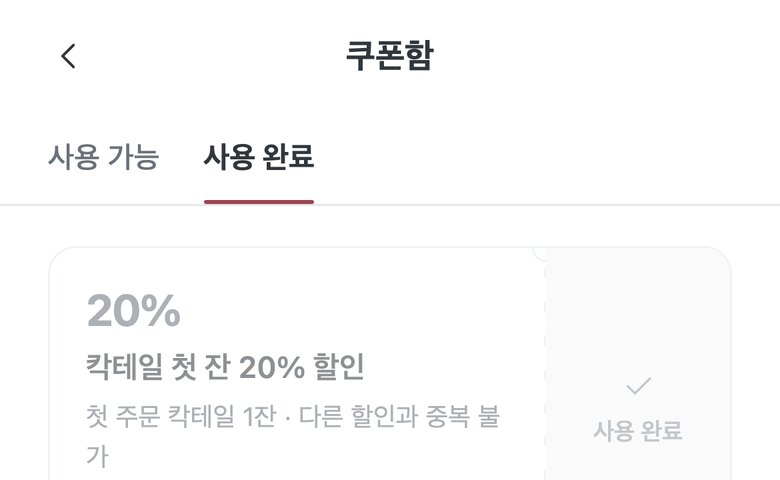 쿠폰함
사용 가능
사용 완료
20%
칵테일 첫 잔 20% 할인
첫 주문 칵테일 1잔 · 다른 할인과 중복 불
가
사용 완료